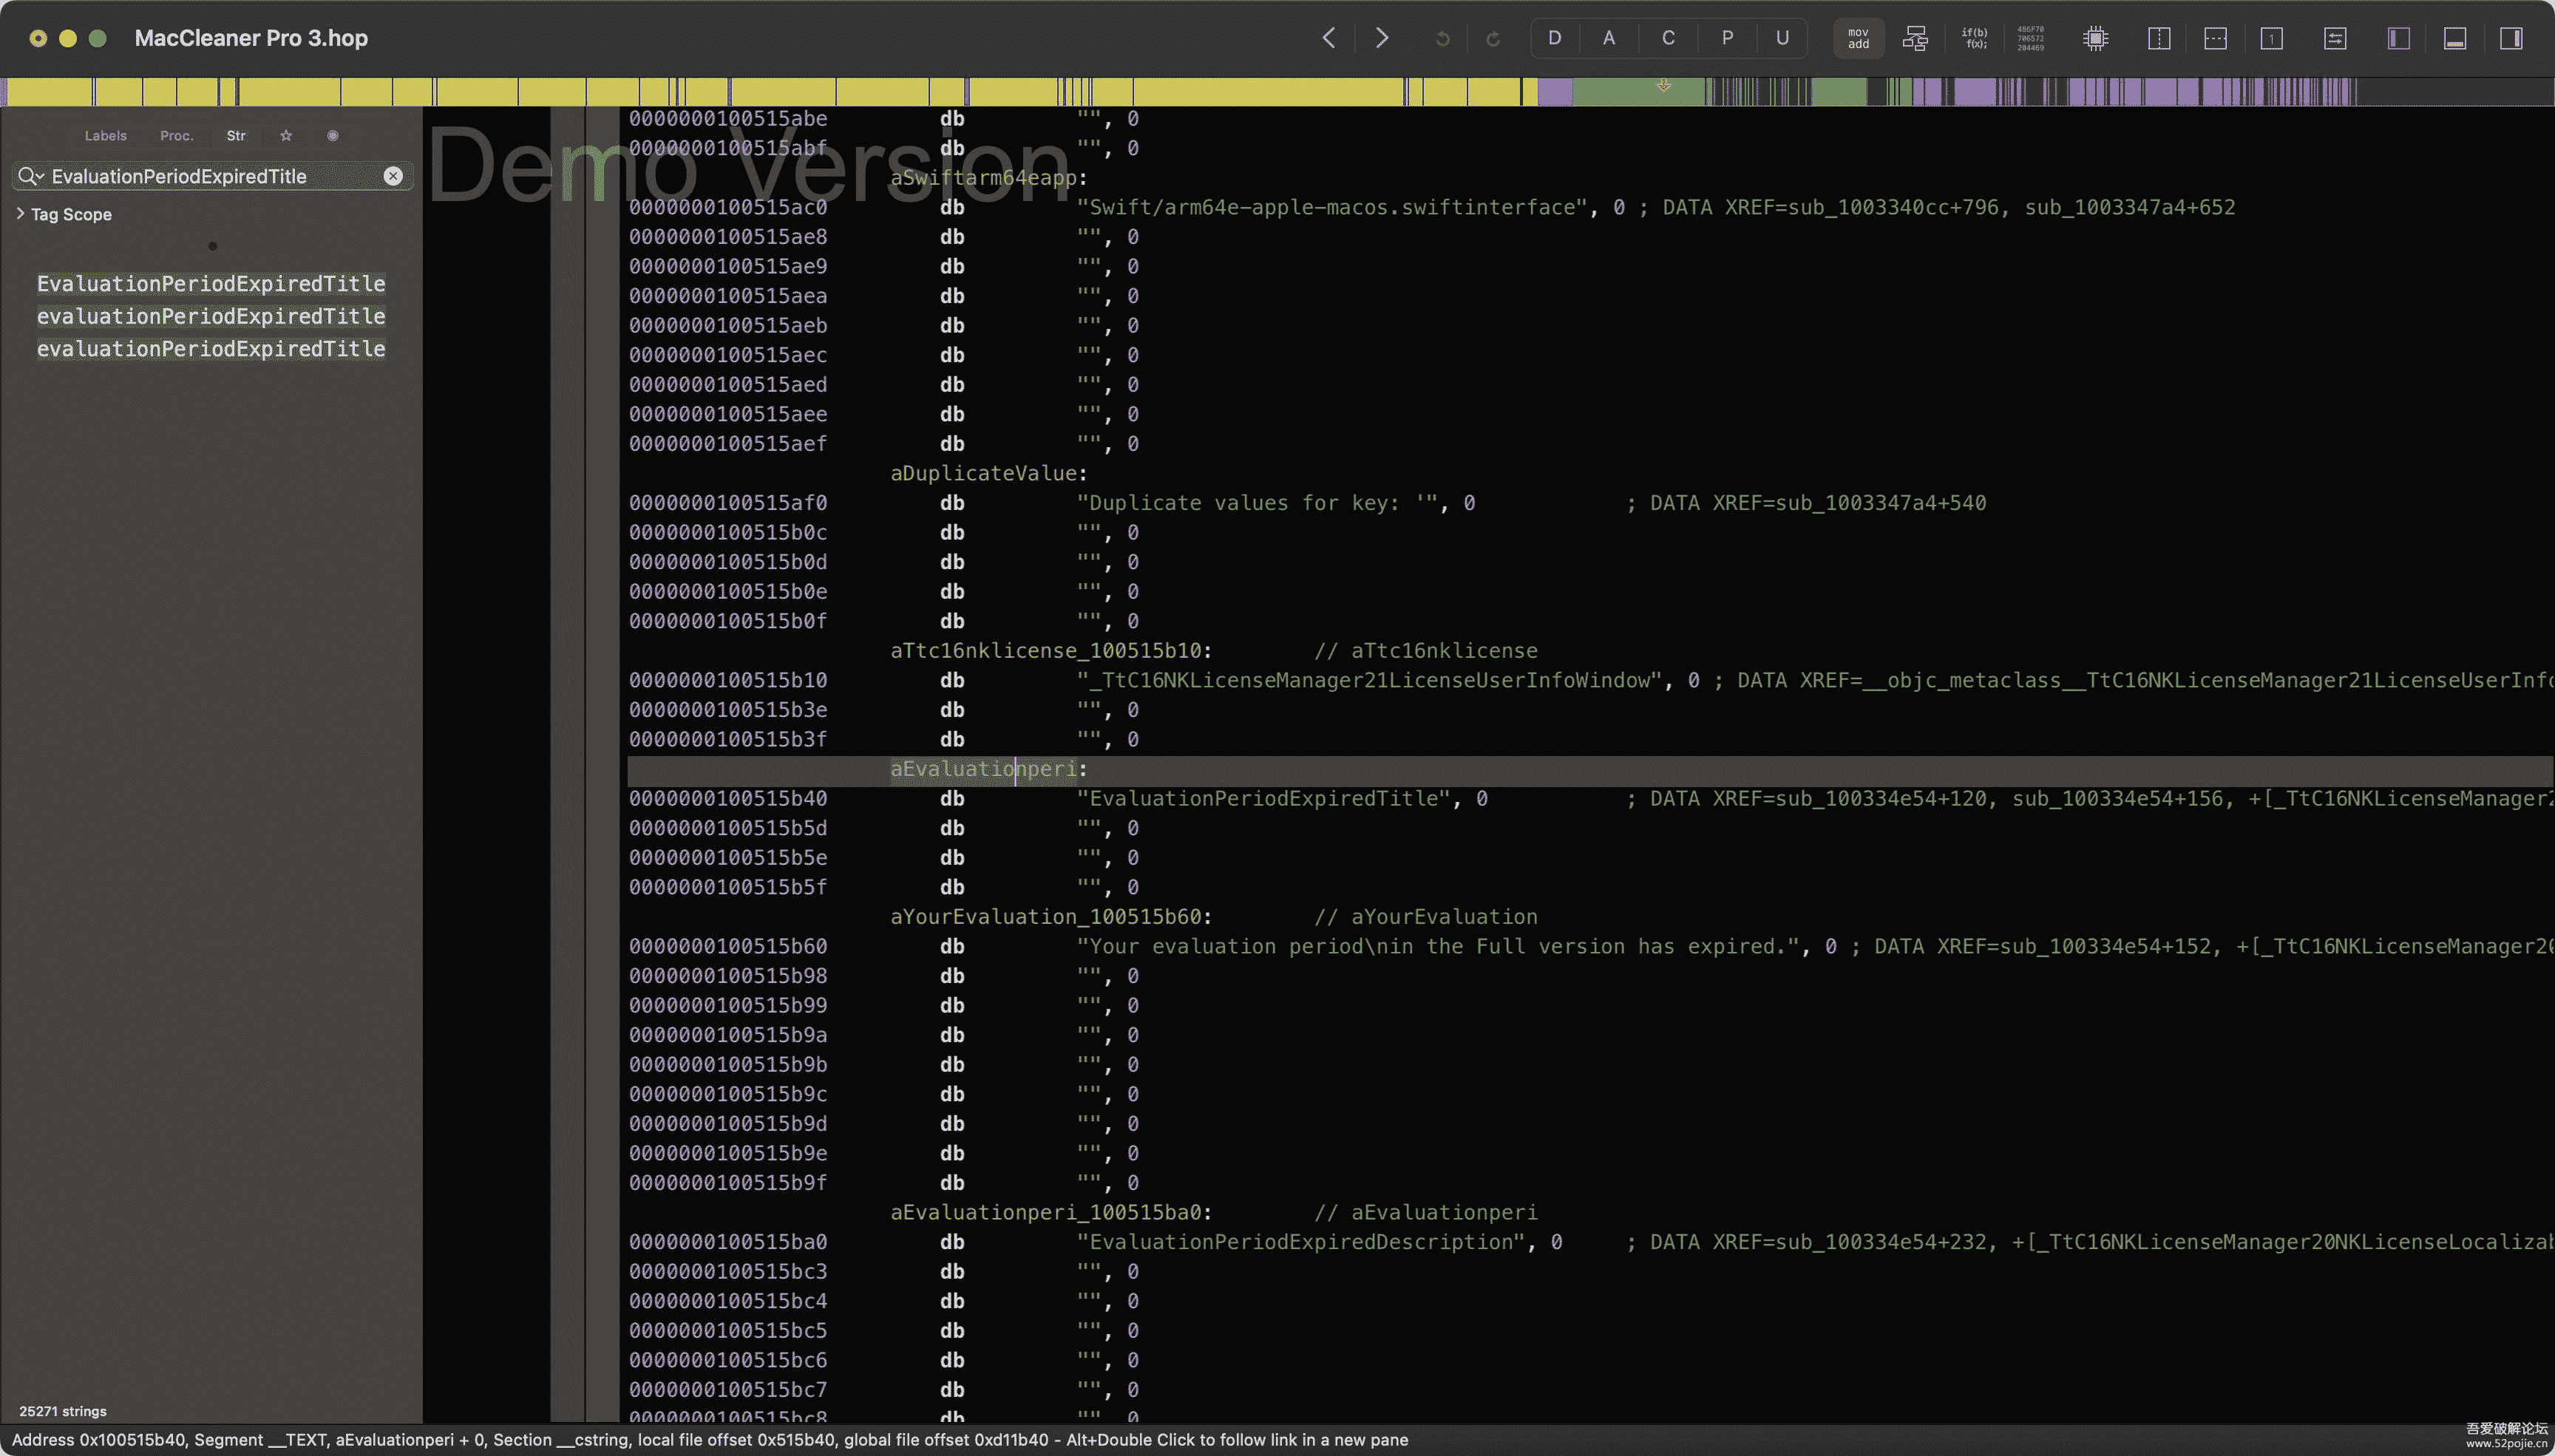 MacCleaner Pro 3.hop
D A C P U
mov
add
if(b)
f(x);
486F70
706572
204469
1
Labels Proc. Str
EvaluationPeriodExpiredTitle
Tag Scope
EvaluationPeriodExpiredTitle
evaluationPeriodExpiredTitle
evaluationPeriodExpiredTitle
25271 strings
Demo Version
0000000100515abe db "", 0
0000000100515abf db "", 0
aSwiftarm64eapp:
0000000100515ac0 db "Swift/arm64e-apple-macos.swiftinterface", 0 ; DATA XREF=sub_1003340cc+796, sub_1003347a4+652
0000000100515ae8 db "", 0
0000000100515ae9 db "", 0
0000000100515aea db "", 0
0000000100515aeb db "", 0
0000000100515aec db "", 0
0000000100515aed db "", 0
0000000100515aee db "", 0
0000000100515aef db "", 0
aDuplicateValue:
0000000100515af0 db "Duplicate values for key: '", 0 ; DATA XREF=sub_1003347a4+540
0000000100515b0c db "", 0
0000000100515b0d db "", 0
0000000100515b0e db "", 0
0000000100515b0f db "", 0
aTtc16nklicense_100515b10: // aTtc16nklicense
0000000100515b10 db "_TtC16NKLicenseManager21LicenseUserInfoWindow", 0 ; DATA XREF=__objc_metaclass__TtC16NKLicenseManager21LicenseUserInfo
0000000100515b3e db "", 0
0000000100515b3f db "", 0
aEvaluationperi:
0000000100515b40 db "EvaluationPeriodExpiredTitle", 0 ; DATA XREF=sub_100334e54+120, sub_100334e54+156, +[_TtC16NKLicenseManager2
0000000100515b5d db "", 0
0000000100515b5e db "", 0
0000000100515b5f db "", 0
aYourEvaluation_100515b60: // aYourEvaluation
0000000100515b60 db "Your evaluation period\nin the Full version has expired.", 0 ; DATA XREF=sub_100334e54+152, +[_TtC16NKLicenseManager20
0000000100515b98 db "", 0
0000000100515b99 db "", 0
0000000100515b9a db "", 0
0000000100515b9b db "", 0
0000000100515b9c db "", 0
0000000100515b9d db "", 0
0000000100515b9e db "", 0
0000000100515b9f db "", 0
aEvaluationperi_100515ba0: // aEvaluationperi
0000000100515ba0 db "EvaluationPeriodExpiredDescription", 0 ; DATA XREF=sub_100334e54+232, +[_TtC16NKLicenseManager20NKLicenseLocalizab
0000000100515bc3 db "", 0
0000000100515bc4 db "", 0
0000000100515bc5 db "", 0
0000000100515bc6 db "", 0
0000000100515bc7 db "", 0
0000000100515bc8 db "", 0
Address 0x100515b40, Segment __TEXT, aEvaluationperi + 0, Section __cstring, local file offset 0x515b40, global file offset 0xd11b40 - Alt+Double Click to follow link in a new pane
吾爱破解论坛
www.52pojie.cn